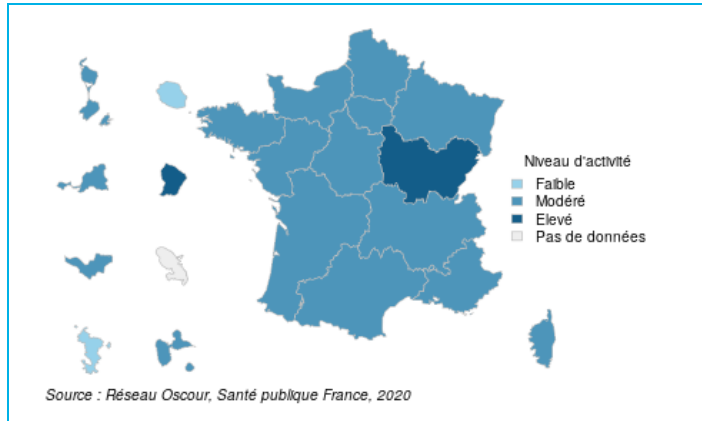 Niveau d'activité
Faible
Modéré
Elevé
Pas de données
Source : Réseau Oscour, Santé publique France, 2020